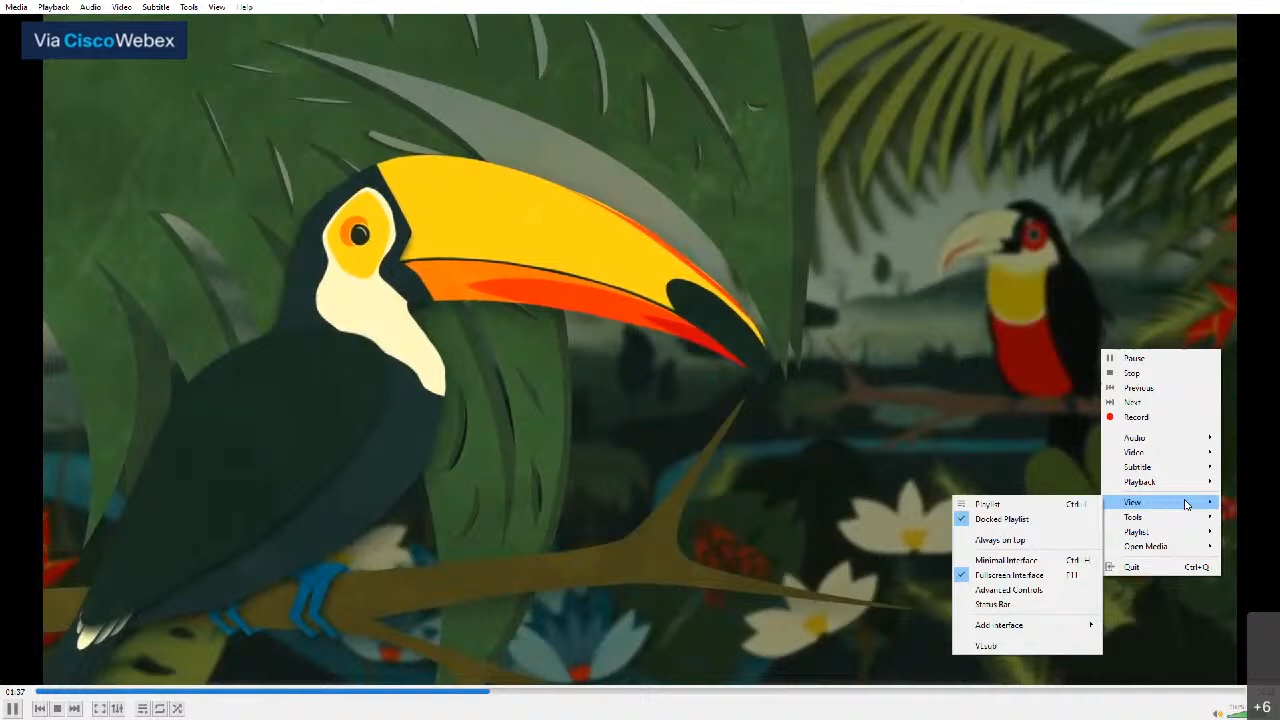 Media Playback Audio Video Subtitle Tools View Help
Via CiscoWebex
Pause
Stop
Previous
Next
Record
Audio
Video
Subtitle
Playback
View
Tools
Playlist
Open Media
Quit Ctrl+Q
Playlist
Docked Playlist
Always on top
Minimal Interface
Fullscreen Interface F11
Advanced Controls
Status Bar
Add Interface
VLsub
01:37
+6